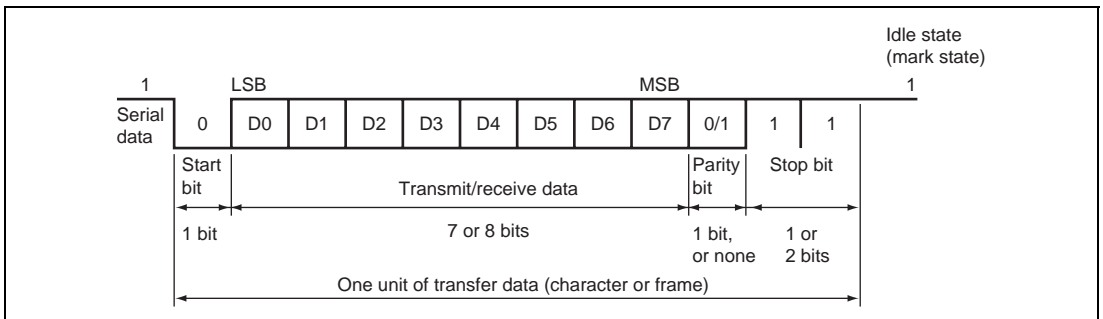 Idle state
(mark state)
1 LSB MSB 1
Serial
data
0 D0 D1 D2 D3 D4 D5 D6 D7 0/1 1 1
Start
bit
Transmit/receive data
Parity
bit
Stop bit
1 bit
7 or 8 bits
1 bit,
or none
1 or
2 bits
One unit of transfer data (character or frame)